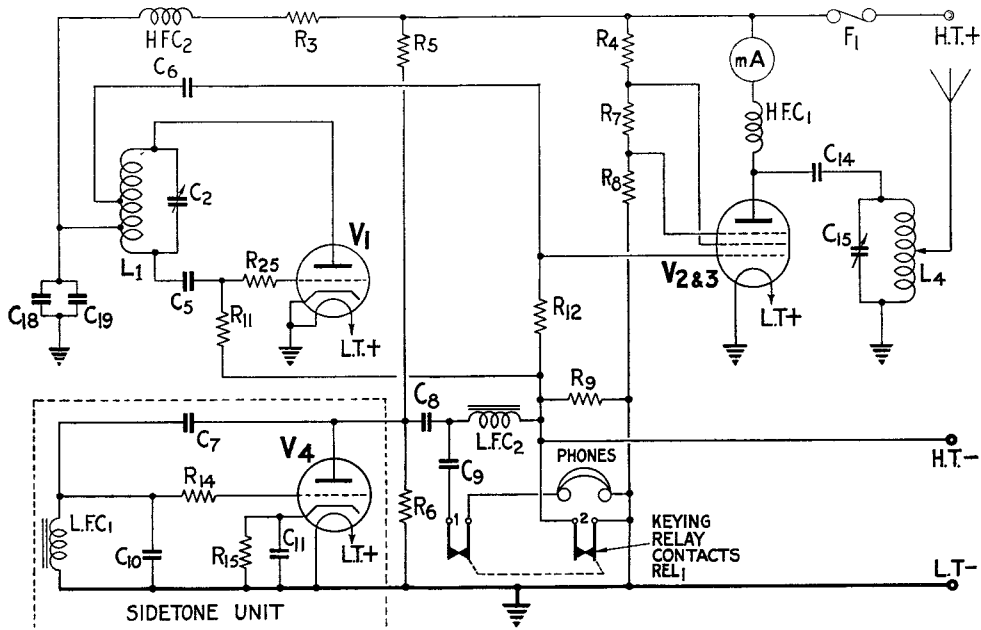 HFC2
R3
R5
R4
F1
H.T.+
mA
C6
R7
H.F.C1
C14
R8
C2
V1
C15
L1
R25
C5
V2&3
L4
C18
C19
R11
L.T.+
R12
L.T.+
R9
C8
C7
V4
L.F.C2
PHONES
H.T.-
C9
R14
L.F.C1
R6
1
2
KEYING
RELAY
CONTACTS
REL1
C10
R15
C11
L.T.+
L.T-
SIDETONE UNIT